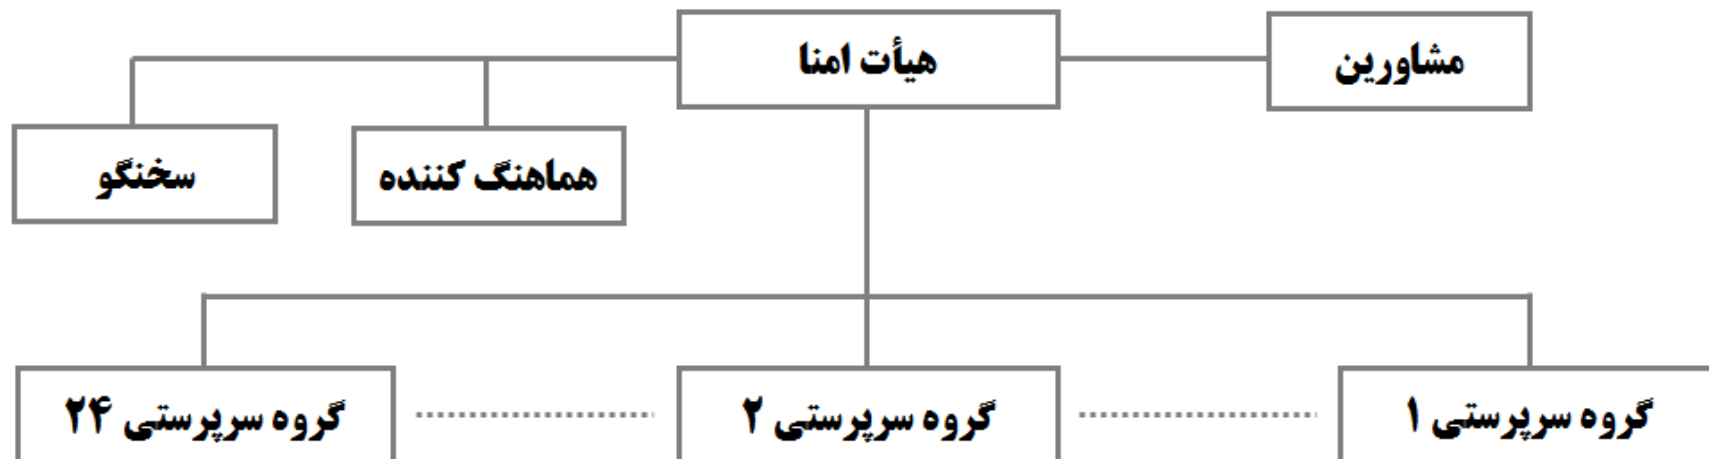 مشاورین
هیأت امنا
هماهنگ کننده
سخنگو
گروه سرپرستی ۱
گروه سرپرستی ۲
گروه سرپرستی ۲۴